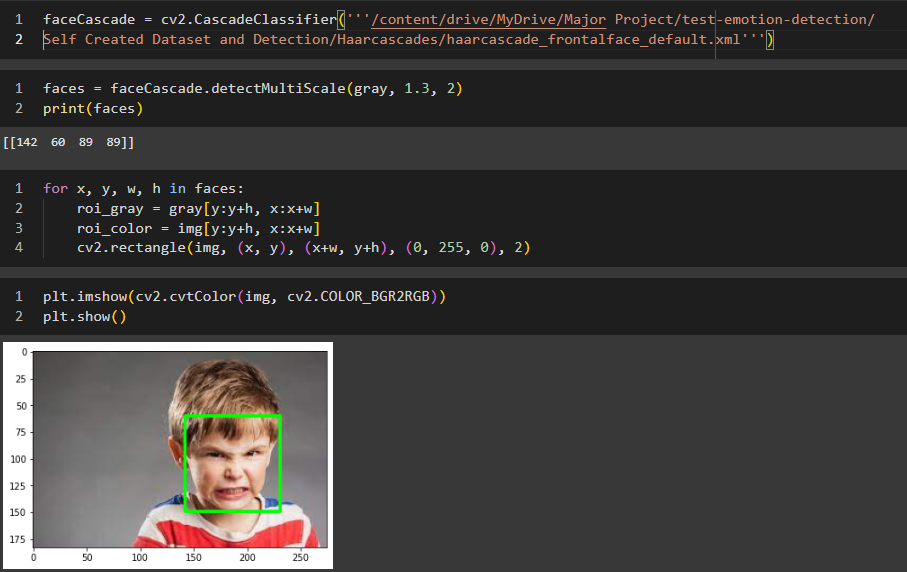 1 faceCascade = cv2.CascadeClassifier('''/content/drive/MyDrive/Major Project/test-emotion-detection/
2 Self Created Dataset and Detection/Haarcascades/haarcascade_frontalface_default.xml''')
1 faces = faceCascade.detectMultiScale(gray, 1.3, 2)
2 print(faces)
[[142 60 89 89]]
1 for x, y, w, h in faces:
2 roi_gray = gray[y:y+h, x:x+w]
3 roi_color = img[y:y+h, x:x+w]
4 cv2.rectangle(img, (x, y), (x+w, y+h), (0, 255, 0), 2)
1 plt.imshow(cv2.cvtColor(img, cv2.COLOR_BGR2RGB))
2 plt.show()
0
25
50
75
100
125
150
175
0 50 100 150 200 250